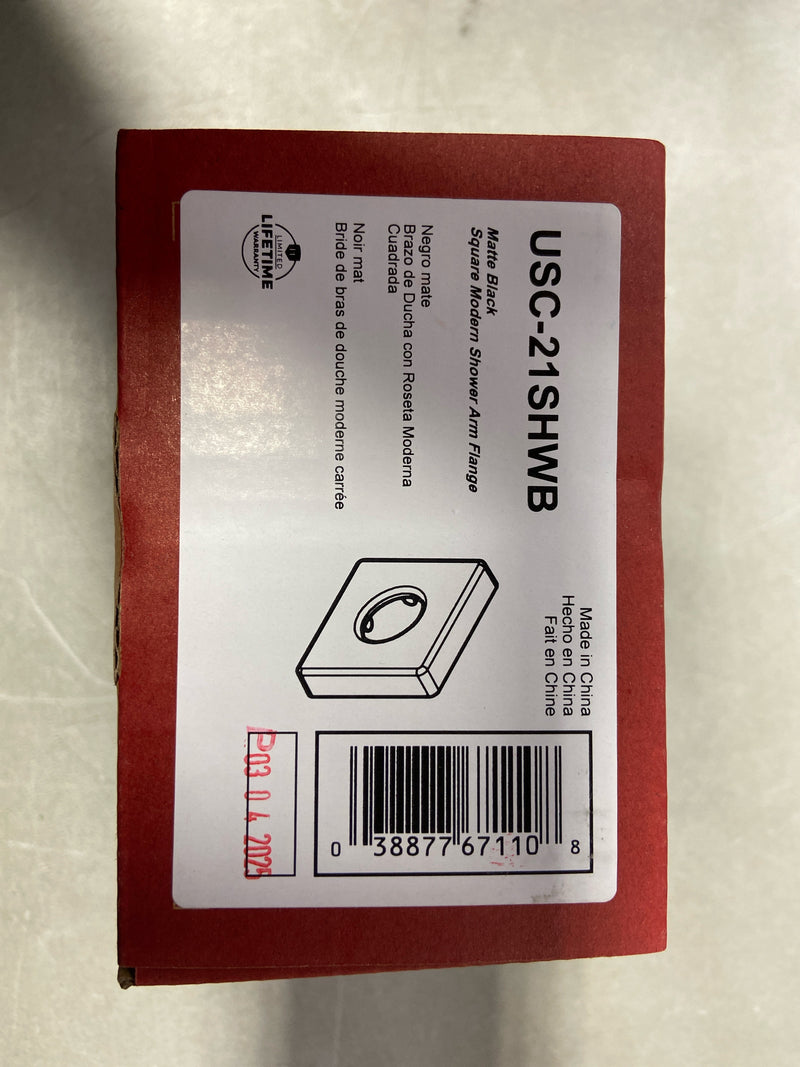 USC-21SHWB
Made in China
Hecho en China
Fait en Chine
Matte Black
Square Modern Shower Arm Flange
Negro mate
Brazo de Ducha con Roseta Moderna
Cuadrada
Noir mat
Bride de bras de douche moderne carrée
LIMITED
LIFETIME
WARRANTY
0 38877 67110 8
P03 04 2025